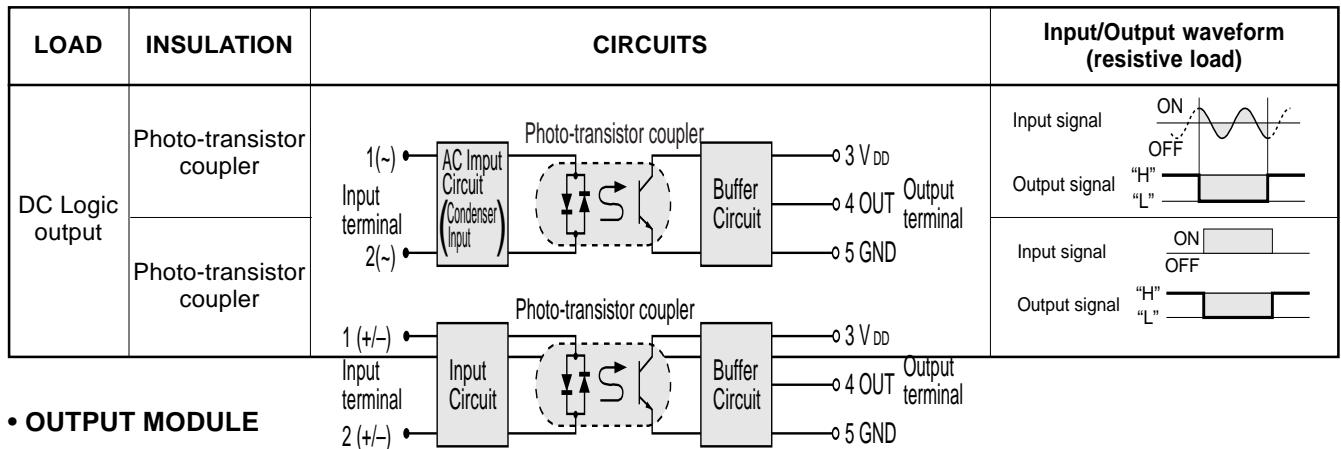 LOAD
INSULATION
CIRCUITS
Input/Output waveform
(resistive load)
DC Logic
output
Photo-transistor
coupler
Photo-transistor coupler
1(~)
Input
terminal
2(~)
AC Imput
Circuit
(Condenser
Input)
Buffer
Circuit
3 VDD
4 OUT
5 GND
Output
terminal
Input signal
ON
OFF
Output signal
“H”
“L”
Photo-transistor
coupler
Photo-transistor coupler
1 (+/–)
Input
terminal
2 (+/–)
Input
Circuit
Buffer
Circuit
3 VDD
4 OUT
5 GND
Output
terminal
Input signal
ON
OFF
Output signal
“H”
“L”
• OUTPUT MODULE